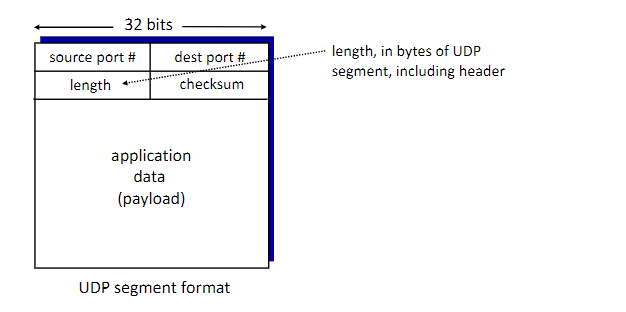 32 bits
source port #
dest port #
length, in bytes of UDP
segment, including header
length
checksum
application
data
(payload)
UDP segment format